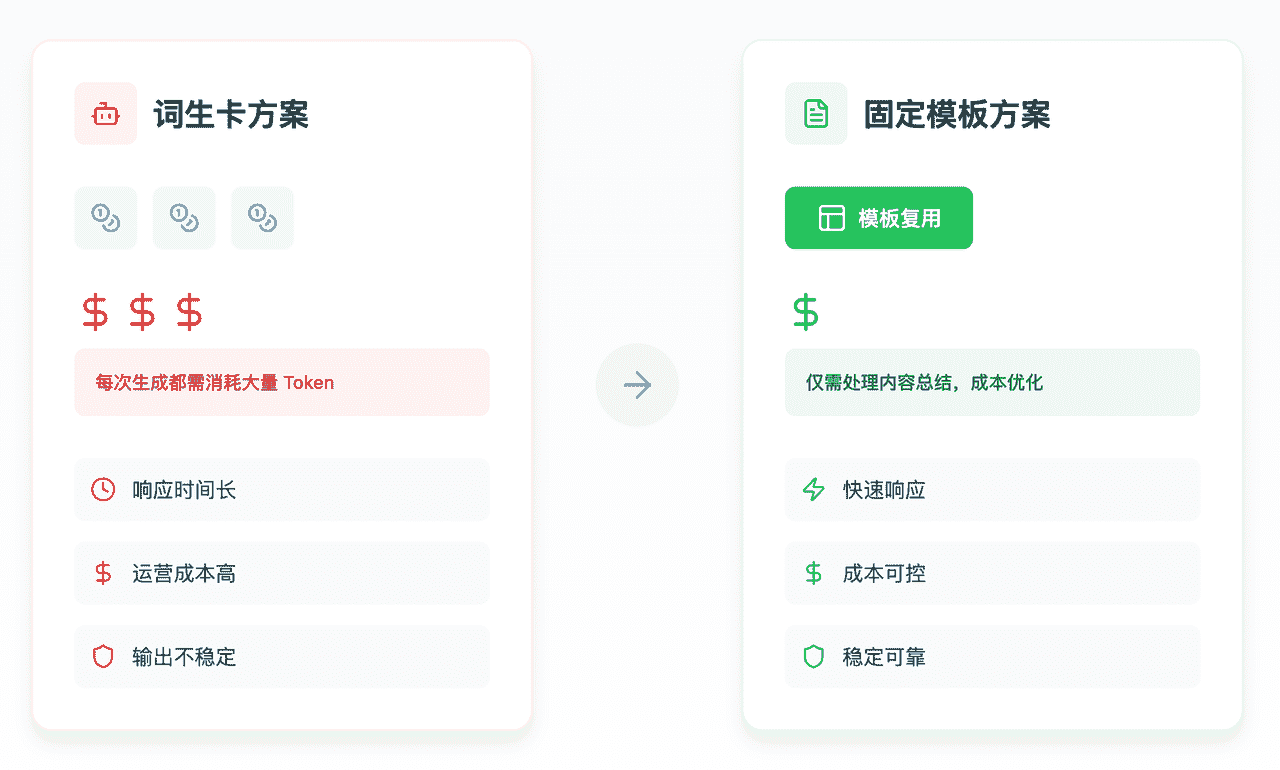 词生卡方案
每次生成都需消耗大量 Token
响应时间长
运营成本高
输出不稳定
固定模板方案
模板复用
仅需处理内容总结，成本优化
快速响应
成本可控
稳定可靠